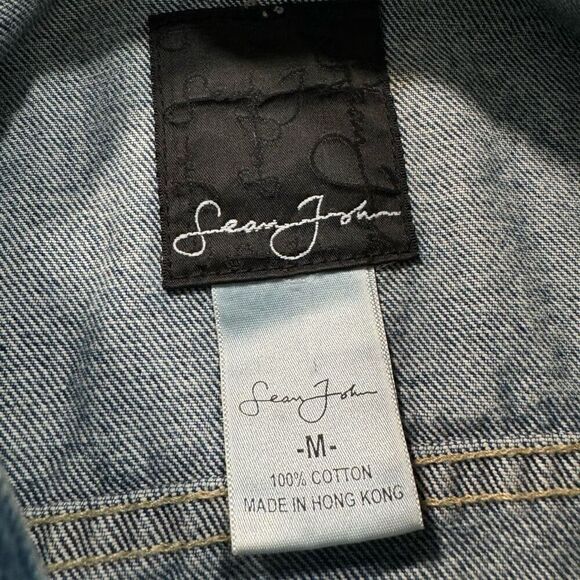 Sean John
Sean John
-M-
100% COTTON
MADE IN HONG KONG